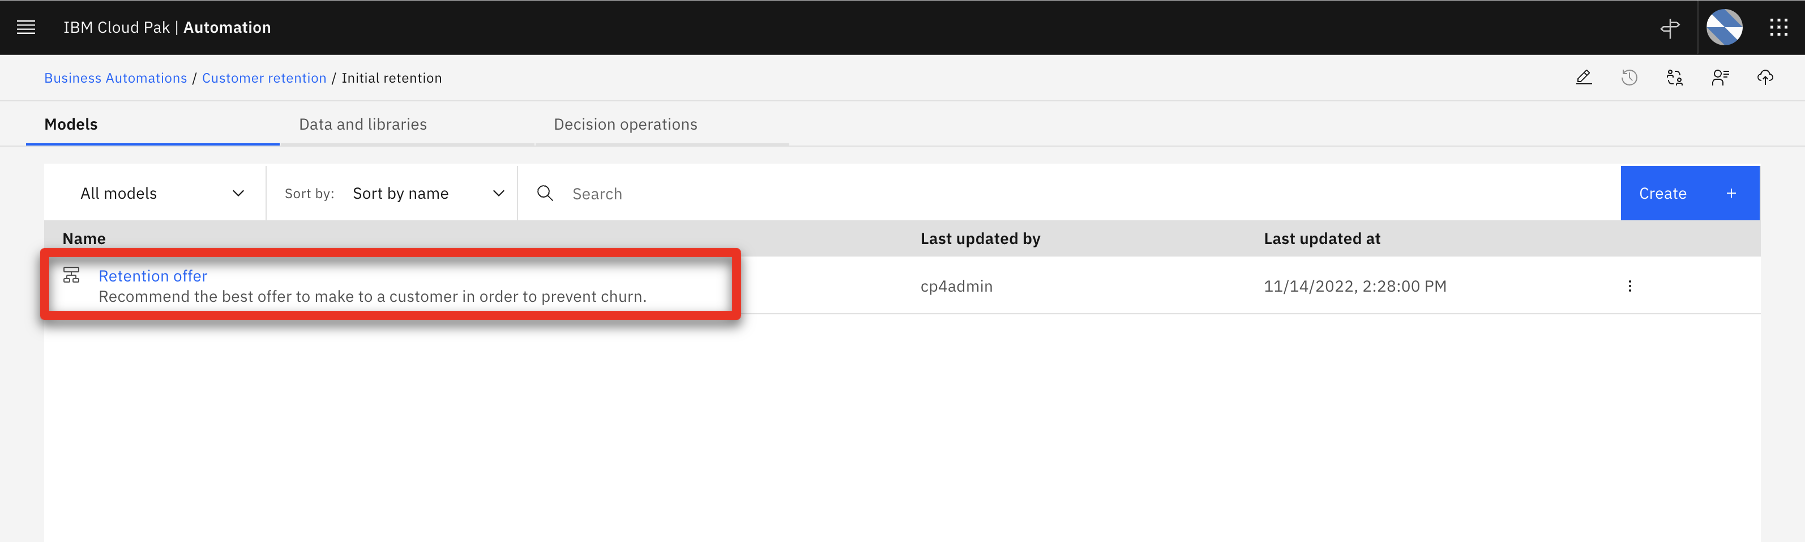 IBM Cloud Pak | Automation
Business Automations / Customer retention / Initial retention
Models
Data and libraries
Decision operations
All models
Sort by: Sort by name
Search
Create +
Name
Last updated by
Last updated at
Retention offer
Recommend the best offer to make to a customer in order to prevent churn.
cp4admin
11/14/2022, 2:28:00 PM